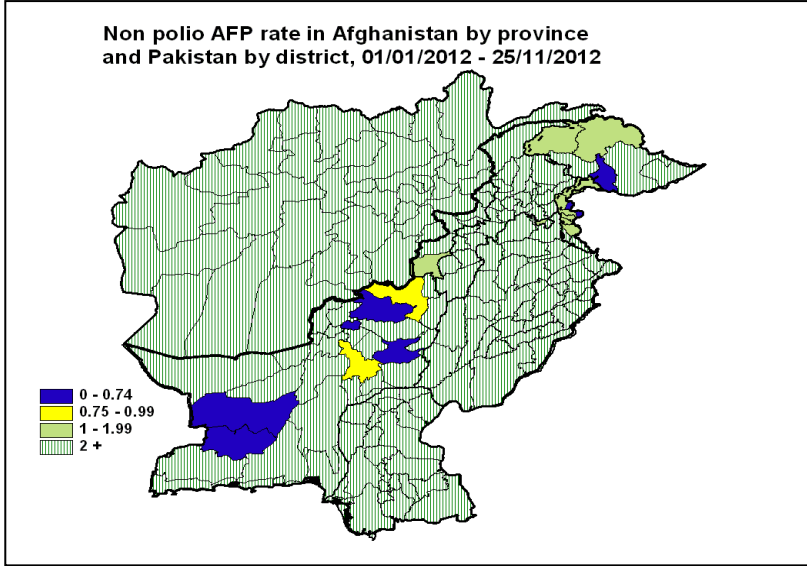 Non polio AFP rate in Afghanistan by province
and Pakistan by district, 01/01/2012 - 25/11/2012
0 - 0.74
0.75 - 0.99
1 - 1.99
2 +